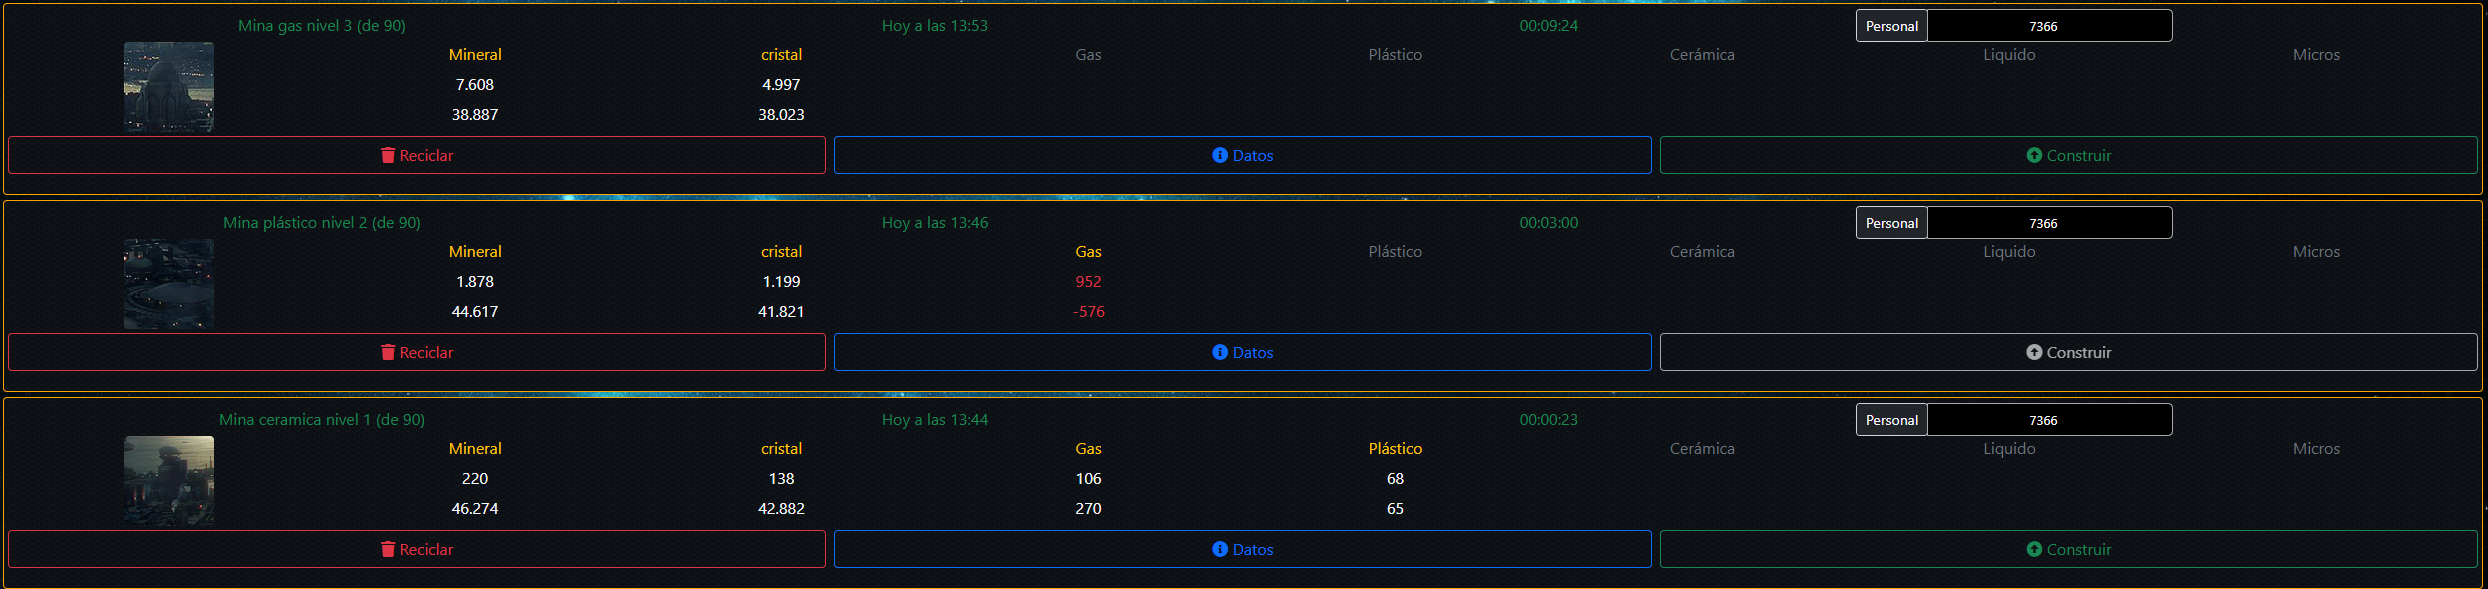 Mina gas nivel 3 (de 90) Hoy a las 13:53 00:09:24 Personal 7366
Mineral cristal Gas Plástico Cerámica Liquido Micros
7.608 4.997
38.887 38.023
Reciclar Datos Construir
Mina plástico nivel 2 (de 90) Hoy a las 13:46 00:03:00 Personal 7366
Mineral cristal Gas Plástico Cerámica Liquido Micros
1.878 1.199 952
44.617 41.821 -576
Reciclar Datos Construir
Mina ceramica nivel 1 (de 90) Hoy a las 13:44 00:00:23 Personal 7366
Mineral cristal Gas Plástico Cerámica Liquido Micros
220 138 106 68
46.274 42.882 270 65
Reciclar Datos Construir